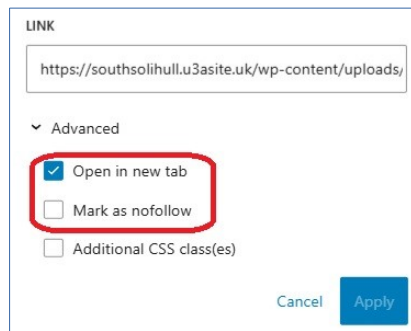 LINK
https://southsolihull.u3asite.uk/wp-content/uploads/
Advanced
Open in new tab
Mark as nofollow
Additional CSS class(es)
Cancel Apply